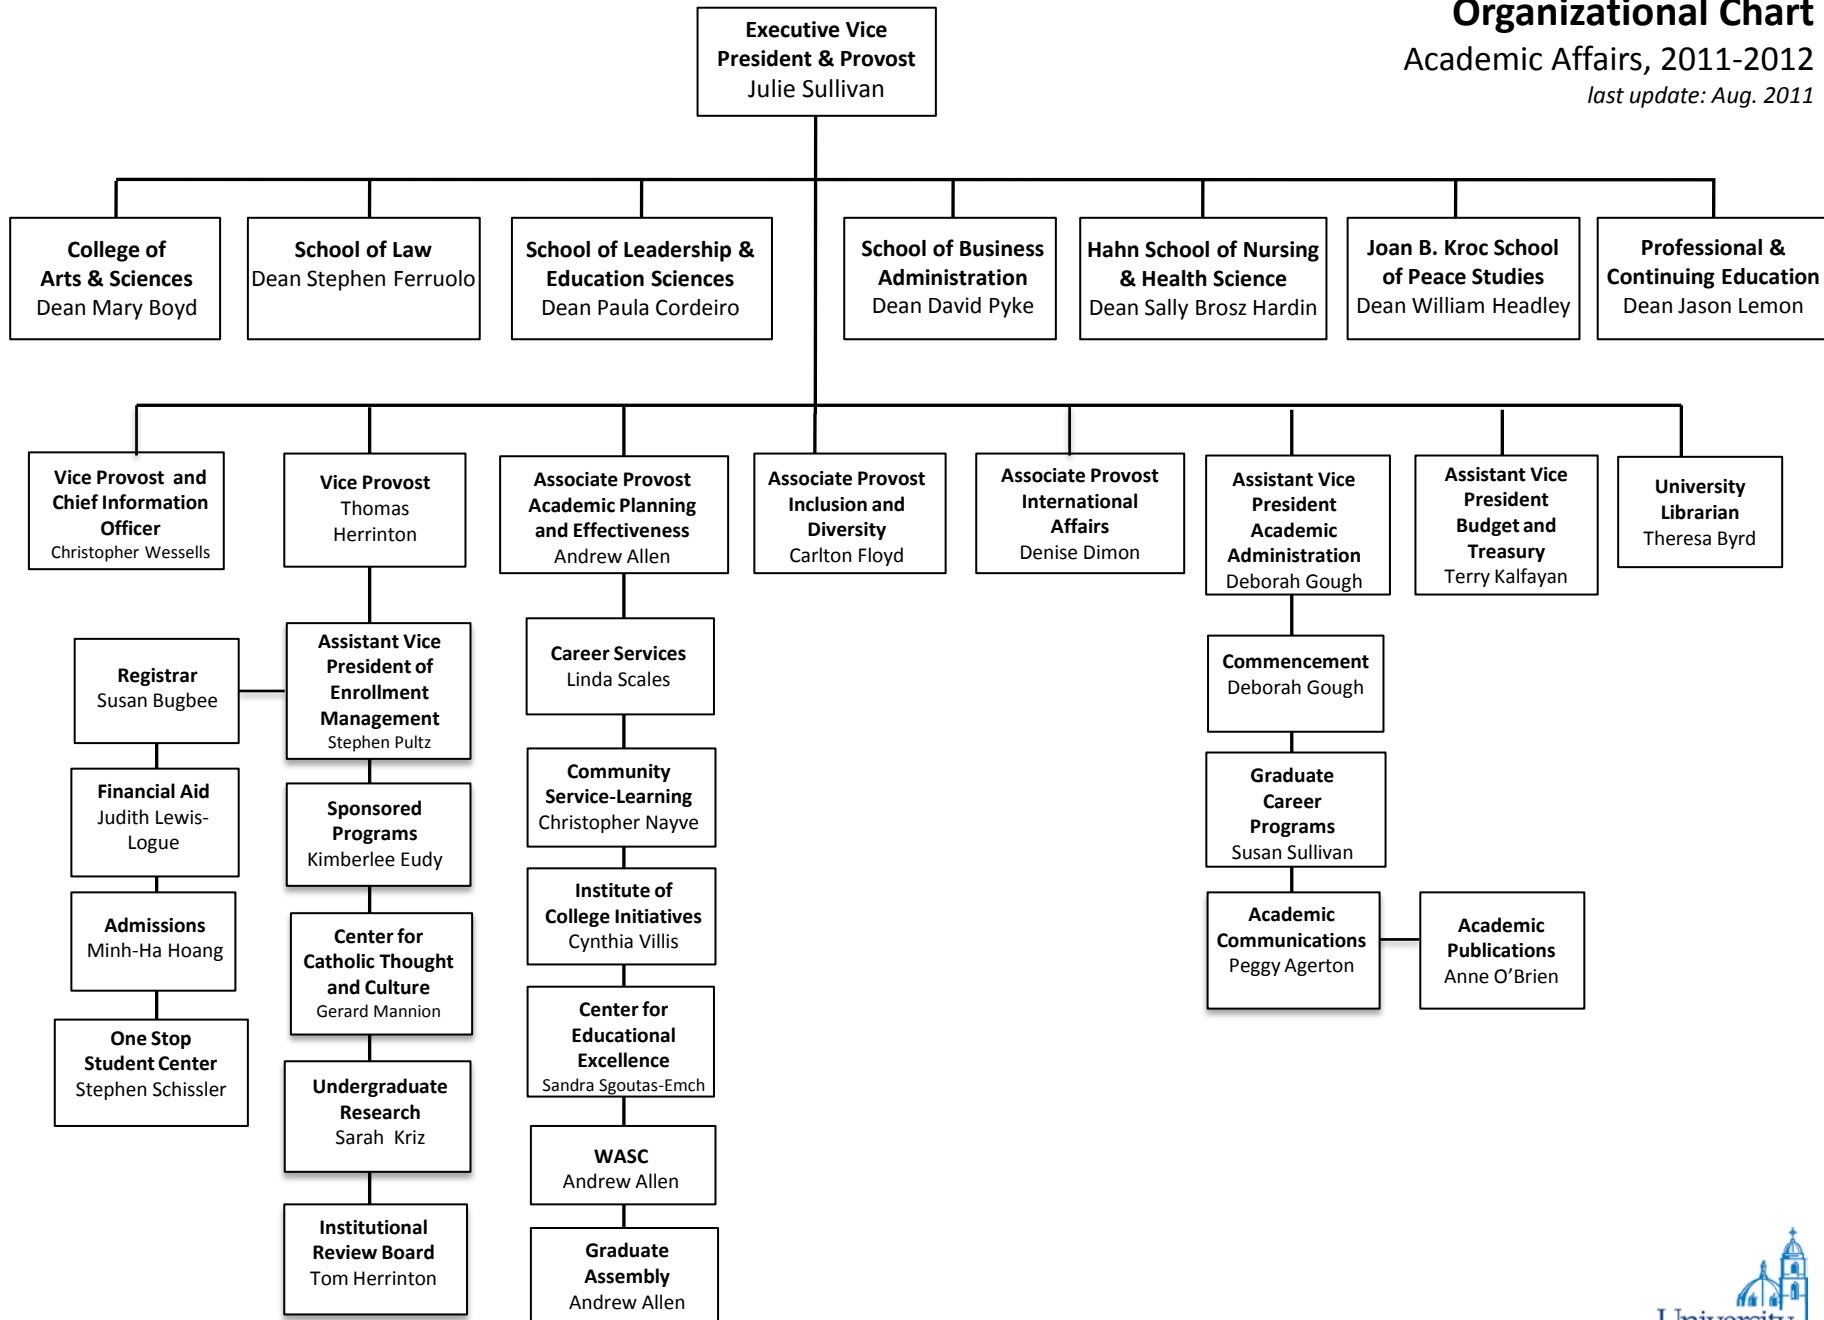 Organizational Chart
Academic Affairs, 2011-2012
last update: Aug. 2011
Executive Vice
President & Provost
Julie Sullivan
College of
Arts & Sciences
Dean Mary Boyd
School of Law
Dean Stephen Ferruolo
School of Leadership &
Education Sciences
Dean Paula Cordeiro
School of Business
Administration
Dean David Pyke
Hahn School of Nursing
& Health Science
Dean Sally Brosz Hardin
Joan B. Kroc School
of Peace Studies
Dean William Headley
Professional &
Continuing Education
Dean Jason Lemon
Vice Provost and
Chief Information
Officer
Christopher Wessells
Vice Provost
Thomas
Herrinton
Associate Provost
Academic Planning
and Effectiveness
Andrew Allen
Associate Provost
Inclusion and
Diversity
Carlton Floyd
Associate Provost
International
Affairs
Denise Dimon
Assistant Vice
President
Academic
Administration
Deborah Gough
Assistant Vice
President
Budget and
Treasury
Terry Kalfayan
University
Librarian
Theresa Byrd
Registrar
Susan Bugbee
Financial Aid
Judith Lewis-
Logue
Admissions
Minh-Ha Hoang
One Stop
Student Center
Stephen Schissler
Assistant Vice
President of
Enrollment
Management
Stephen Pultz
Sponsored
Programs
Kimberlee Eudy
Center for
Catholic Thought
and Culture
Gerard Mannion
Undergraduate
Research
Sarah Kriz
Institutional
Review Board
Tom Herrinton
Career Services
Linda Scales
Community
Service-Learning
Christopher Nayve
Institute of
College Initiatives
Cynthia Villis
Center for
Educational
Excellence
Sandra Sgoutas-Emch
WASC
Andrew Allen
Graduate
Assembly
Andrew Allen
Commencement
Deborah Gough
Graduate
Career
Programs
Susan Sullivan
Academic
Communications
Peggy Agerton
Academic
Publications
Anne O’Brien
University